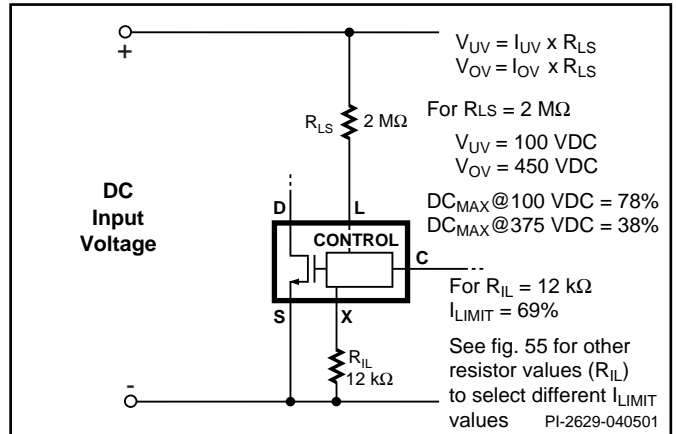 +
V_UV = I_UV x R_LS
V_OV = I_OV x R_LS
For RLS = 2 MΩ
R_LS 2 MΩ
V_UV = 100 VDC
V_OV = 450 VDC
DC
Input
Voltage
DC_MAX@100 VDC = 78%
DC_MAX@375 VDC = 38%
D
L
CONTROL
C
For R_IL = 12 kΩ
I_LIMIT = 69%
S
X
R_IL
12 kΩ
See fig. 55 for other
resistor values (R_IL)
to select different I_LIMIT
values
-
PI-2629-040501